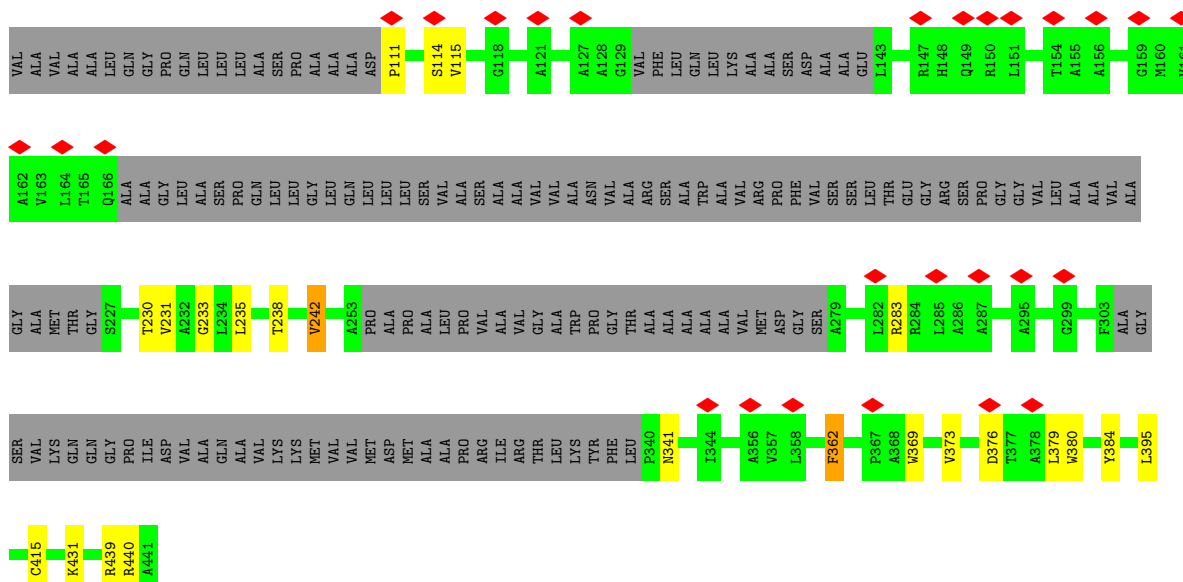 VAL ALA VAL ALA ALA LEU GLN GLY PRO GLN LEU LEU LEU ALA SER PRO ALA ALA ALA ASP P111 S114 V115 G118 A121 A127 A128 G129 VAL PHE LEU GLN LEU LYS ALA ALA SER ASP ALA ALA GLU L143 R147 H148 Q149 R150 L151 T154 A155 A156 G159 M160 V161
A162 V163 L164 T165 Q166 ALA ALA GLY LEU ALA SER PRO GLN LEU LEU GLY LEU GLN LEU LEU LEU SER VAL ALA SER ALA ALA VAL VAL ALA ASN VAL ALA ARG SER ALA TRP ALA VAL ARG PRO PHE VAL SER SER LEU THR GLU GLY ARG SER PRO GLY GLY VAL LEU ALA ALA VAL ALA
GLY ALA MET THR GLY S227 T230 V231 A232 G233 L234 L235 T238 V242 A253 PRO ALA PRO ALA LEU PRO VAL ALA VAL GLY ALA TRP PRO GLY THR ALA ALA ALA ALA ALA VAL MET ASP GLY SER A279 L282 R283 R284 L285 A286 A287 A295 G299 F303 ALA GLY
SER VAL LYS GLN GLN GLY PRO ILE ASP VAL ALA GLN ALA VAL LYS LYS MET VAL VAL MET ASP MET ALA ALA PRO ARG ILE ARG THR LEU LYS TYR PHE LEU P340 N341 I344 A356 V357 L358 F362 P367 A368 W369 V373 D376 T377 A378 L379 W380 Y384 L395
C415 K431 R439 R440 A441